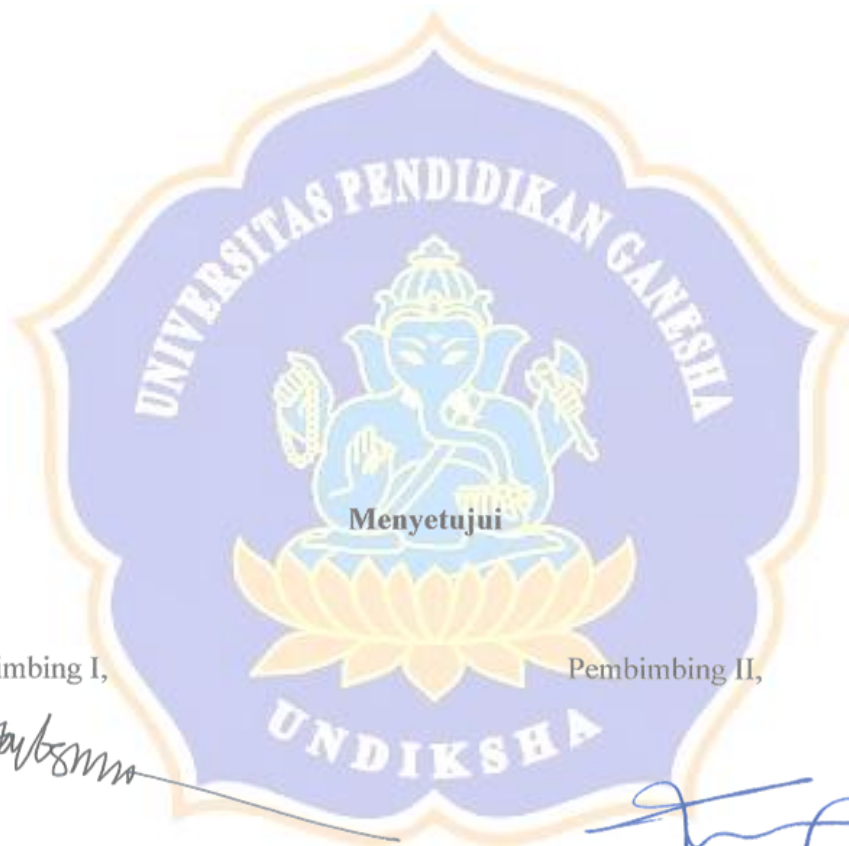 UNIVERSITAS PENDIDIKAN GANESHA
Menyetujui
imbing I,
Pembimbing II,
UNDIKSHA